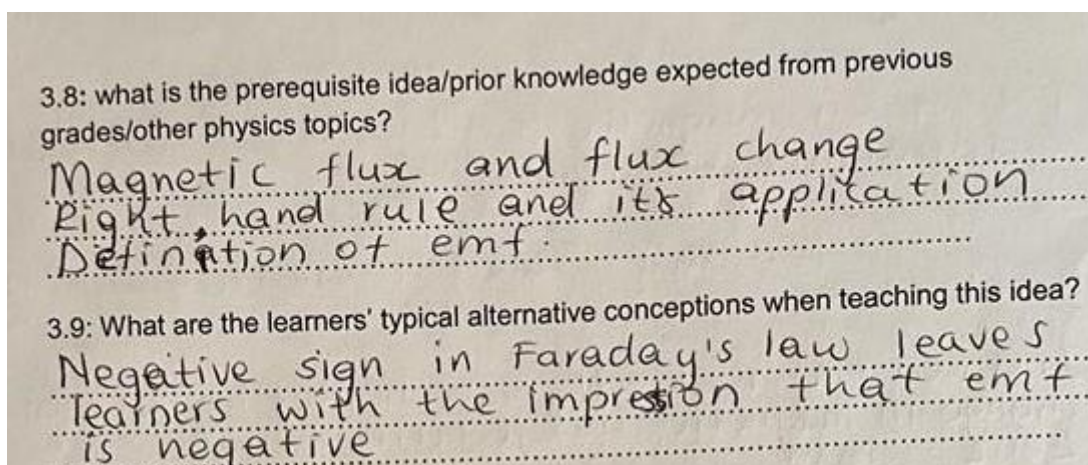 3.8: what is the prerequisite idea/prior knowledge expected from previous
grades/other physics topics?
Magnetic flux and flux change
Right hand rule and its application
Defination of emf.
3.9: What are the learners' typical alternative conceptions when teaching this idea?
Negative sign in Faraday's law leaves
learners with the impression that emf
is negative